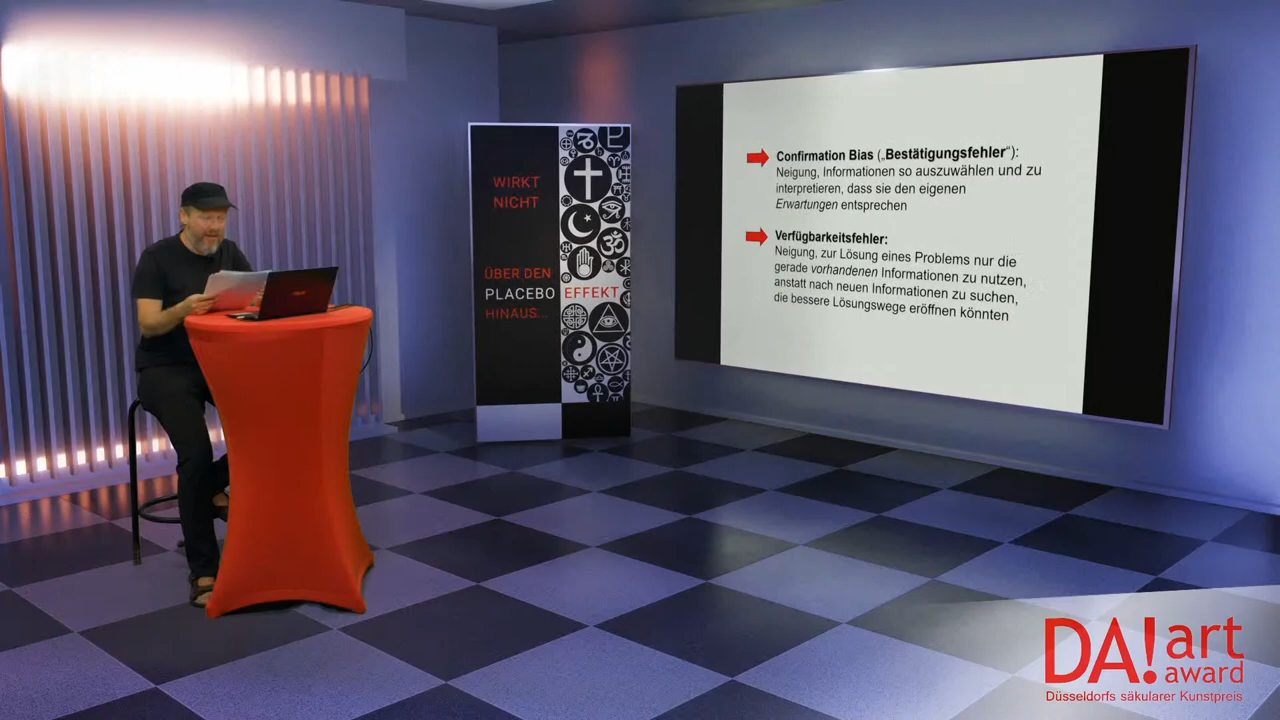 WIRKT
NICHT
ÜBER DEN
PLACEBO EFFEKT
HINAUS...
Confirmation Bias („Bestätigungsfehler“):
Neigung, Informationen so auszuwählen und zu
interpretieren, dass sie den eigenen
Erwartungen entsprechen
Verfügbarkeitsfehler:
Neigung, zur Lösung eines Problems nur die
gerade vorhandenen Informationen zu nutzen,
anstatt nach neuen Informationen zu suchen,
die bessere Lösungswege eröffnen könnten
DA! art
award
Düsseldorfs säkularer Kunstpreis